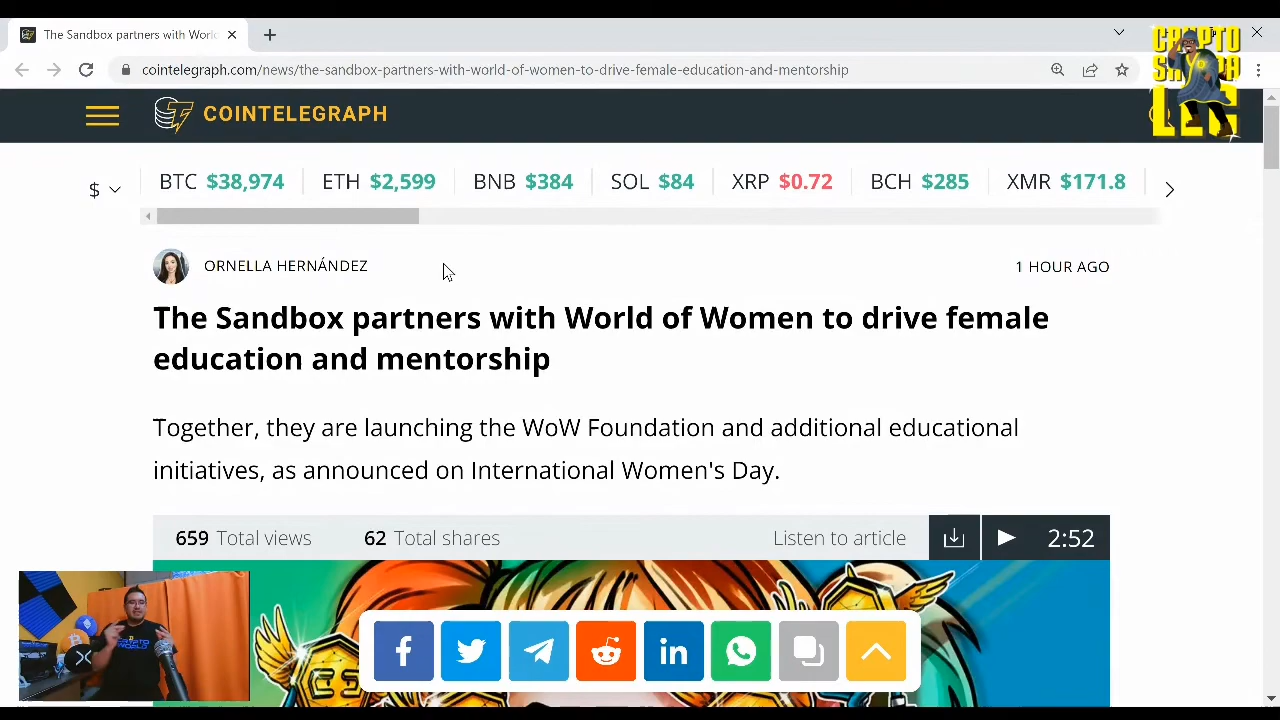 The Sandbox partners with Worl
cointelegraph.com/news/the-sandbox-partners-with-world-of-women-to-drive-female-education-and-mentorship
CRYPTO
COINTELEGRAPH
$
BTC $38,974
ETH $2,599
BNB $384
SOL $84
XRP $0.72
BCH $285
XMR $171.8
ORNELLA HERNÁNDEZ
1 HOUR AGO
The Sandbox partners with World of Women to drive female
education and mentorship
Together, they are launching the WoW Foundation and additional educational
initiatives, as announced on International Women's Day.
659 Total views
62 Total shares
Listen to article
2:52